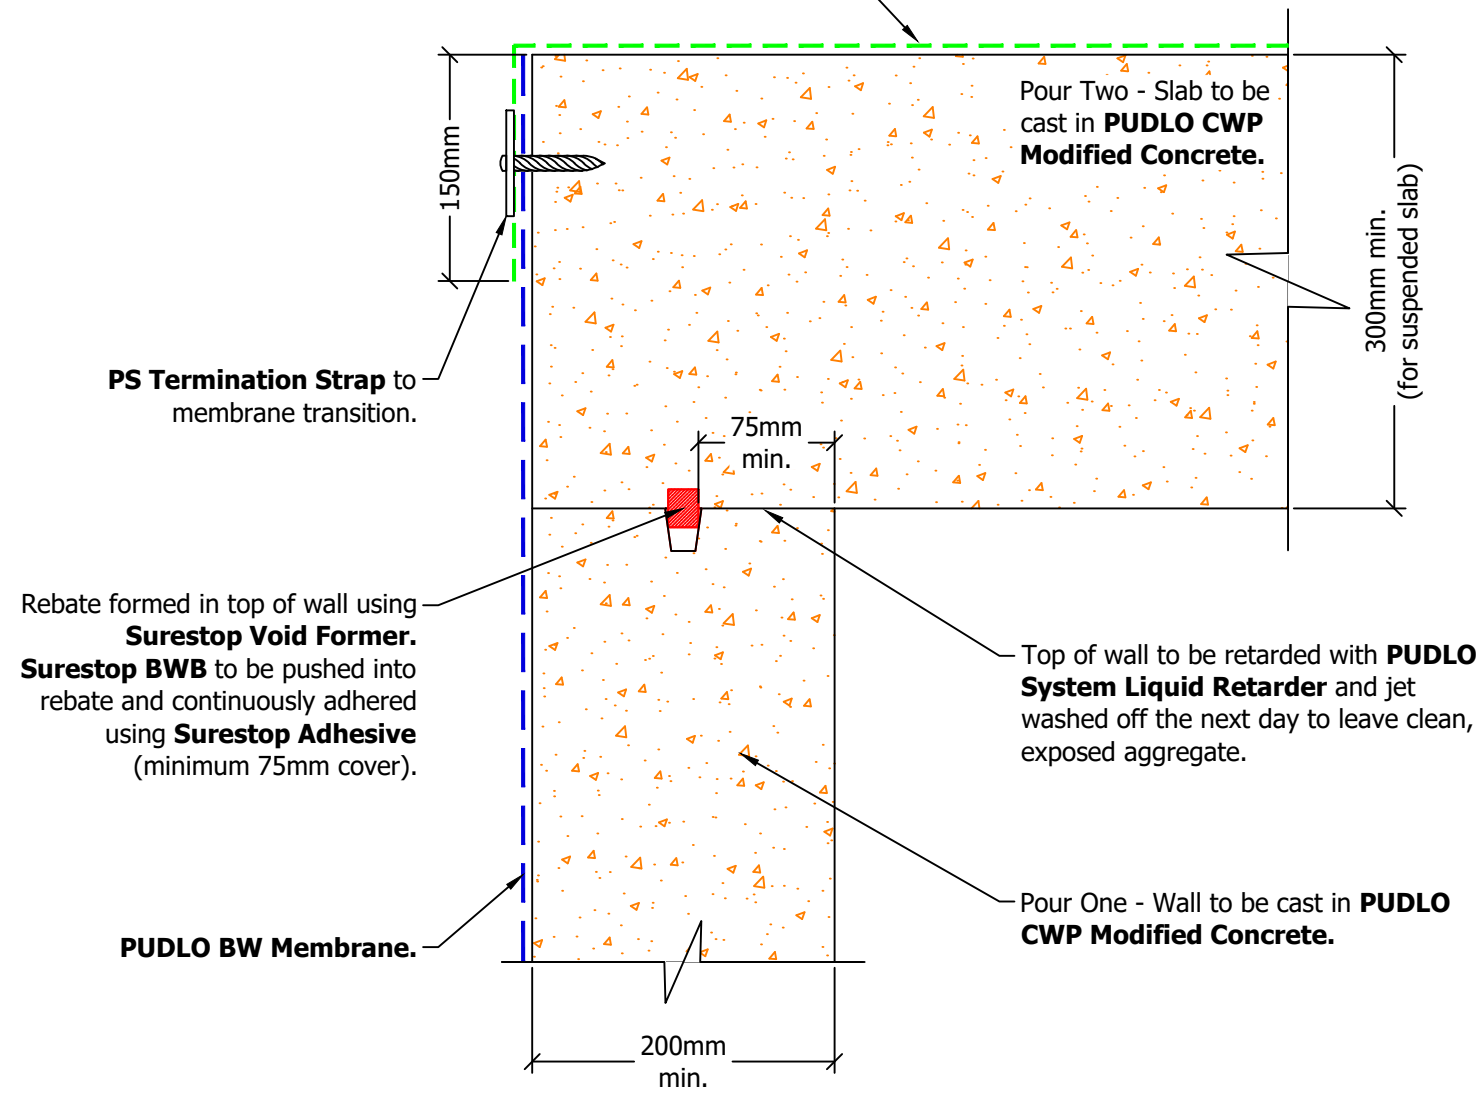 Pour Two - Slab to be
cast in PUDLO CWP
Modified Concrete.
150mm
300mm min.
(for suspended slab)
PS Termination Strap to
membrane transition.
75mm
min.
Rebate formed in top of wall using
Surestop Void Former.
Surestop BWB to be pushed into
rebate and continuously adhered
using Surestop Adhesive
(minimum 75mm cover).
Top of wall to be retarded with PUDLO
System Liquid Retarder and jet
washed off the next day to leave clean,
exposed aggregate.
PUDLO BW Membrane.
Pour One - Wall to be cast in PUDLO
CWP Modified Concrete.
200mm
min.